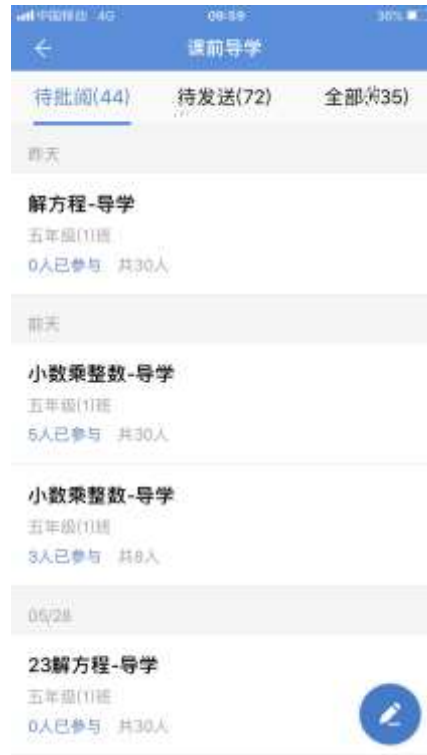 中国移动 4G 09:59 36%
课前导学
待批阅(44) 待发送(72) 全部(35)
昨天
解方程-导学
五年级(1)班
0人已参与 共30人
前天
小数乘整数-导学
五年级(1)班
5人已参与 共30人
小数乘整数-导学
五年级(1)班
3人已参与 共8人
05/28
23解方程-导学
五年级(1)班
0人已参与 共30人